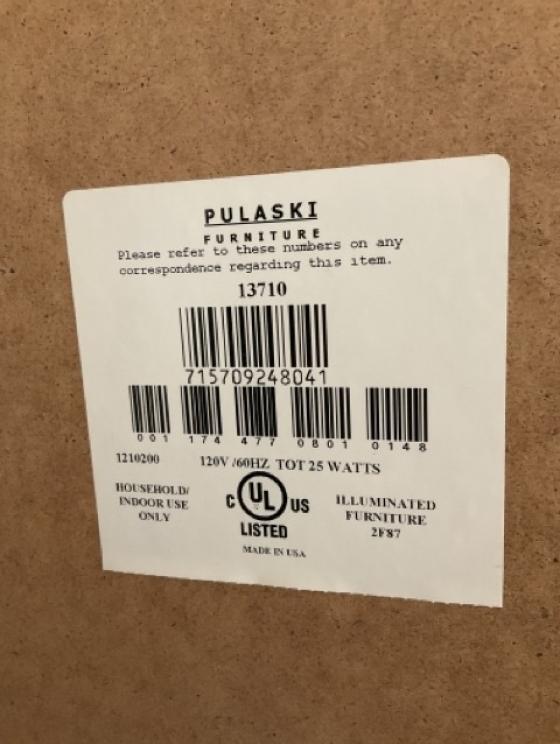 PULASKI
FURNITURE
Please refer to these numbers on any
correspondence regarding this item.
13710
715709248041
001 174 477 0801 0148
1210200 120V /60HZ TOT 25 WATTS
HOUSEHOLD/
INDOOR USE
ONLY
C UL US
LISTED
ILLUMINATED
FURNITURE
2F87
MADE IN USA